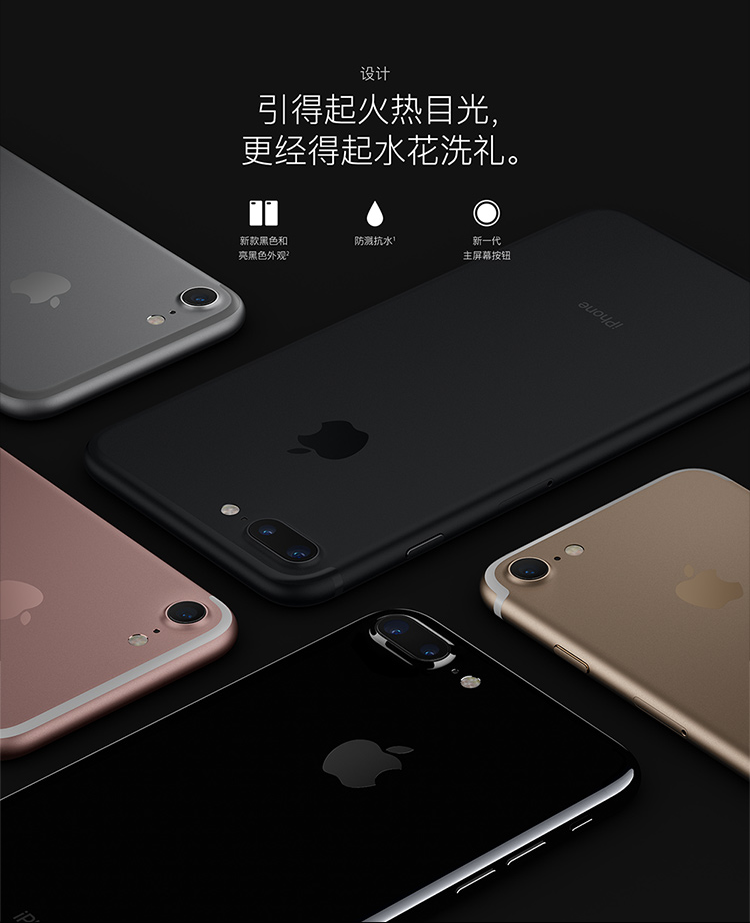 设计
引得起火热目光,
更经得起水花洗礼。
新款黑色和
亮黑色外观²
防溅抗水¹
新一代
主屏幕按钮
iPhone
iP